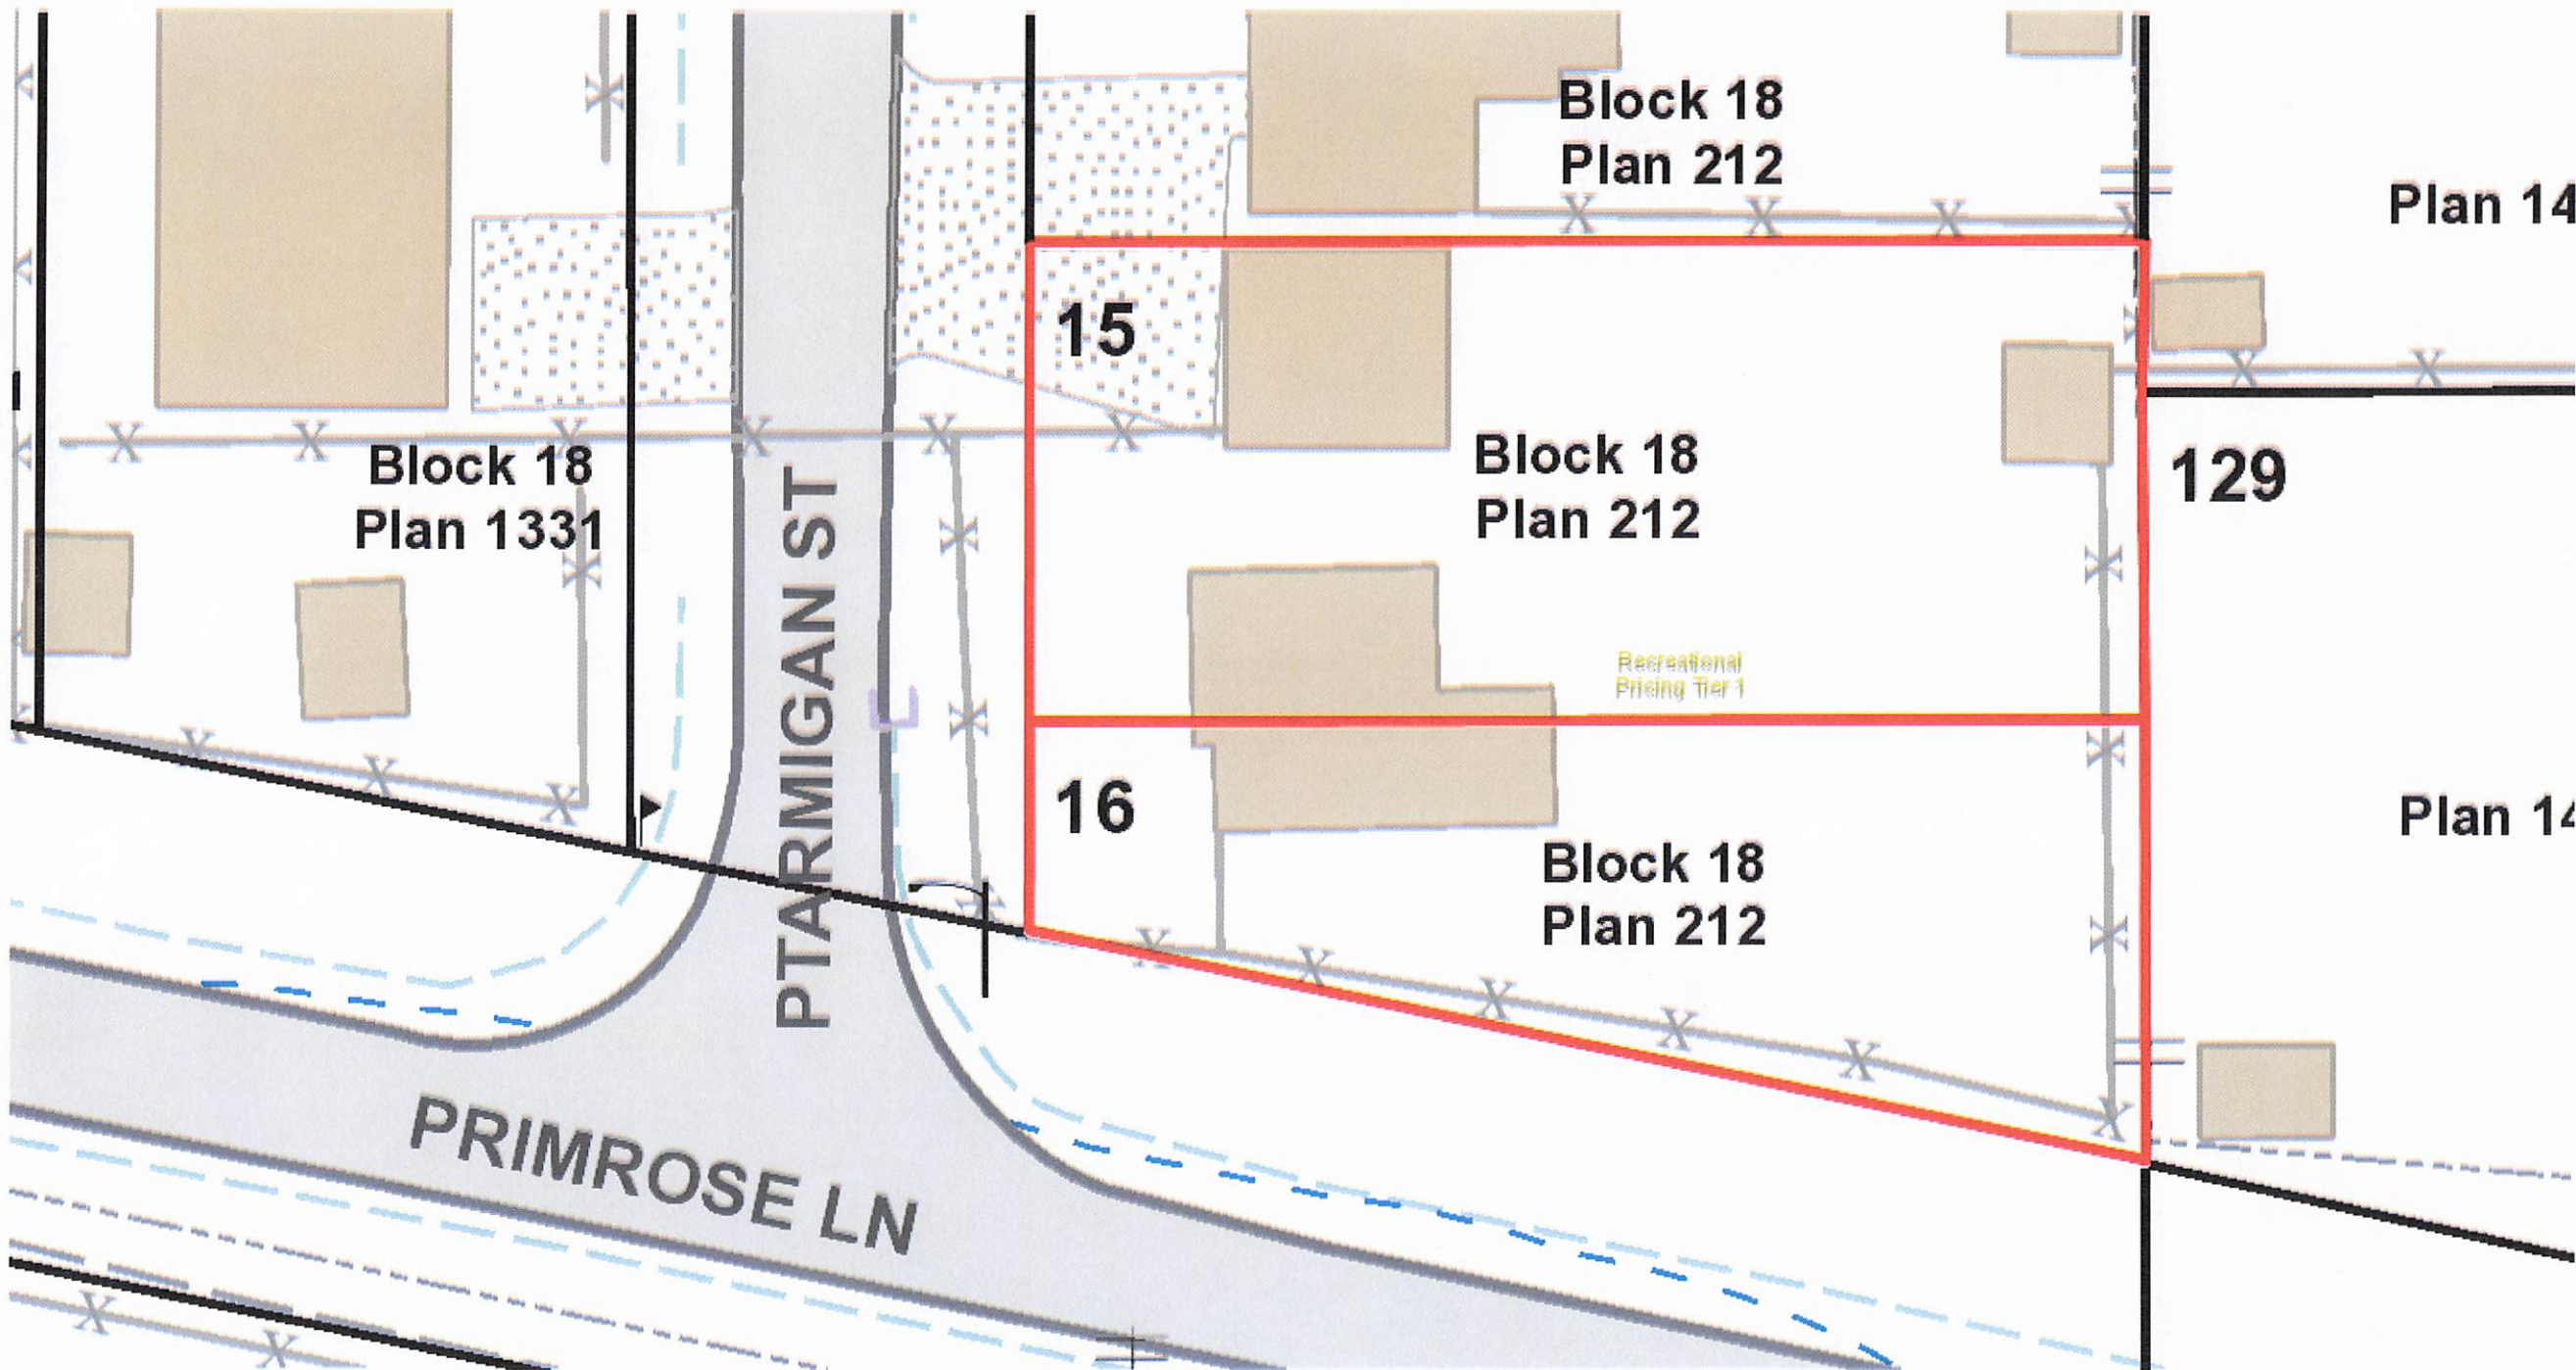 Block 18
Plan 212
Plan 14
15
Block 18
Plan 1331
Block 18
Plan 212
129
PTARMIGAN ST
Recreational
Pricing Tier 1
16
Block 18
Plan 212
Plan 14
PRIMROSE LN